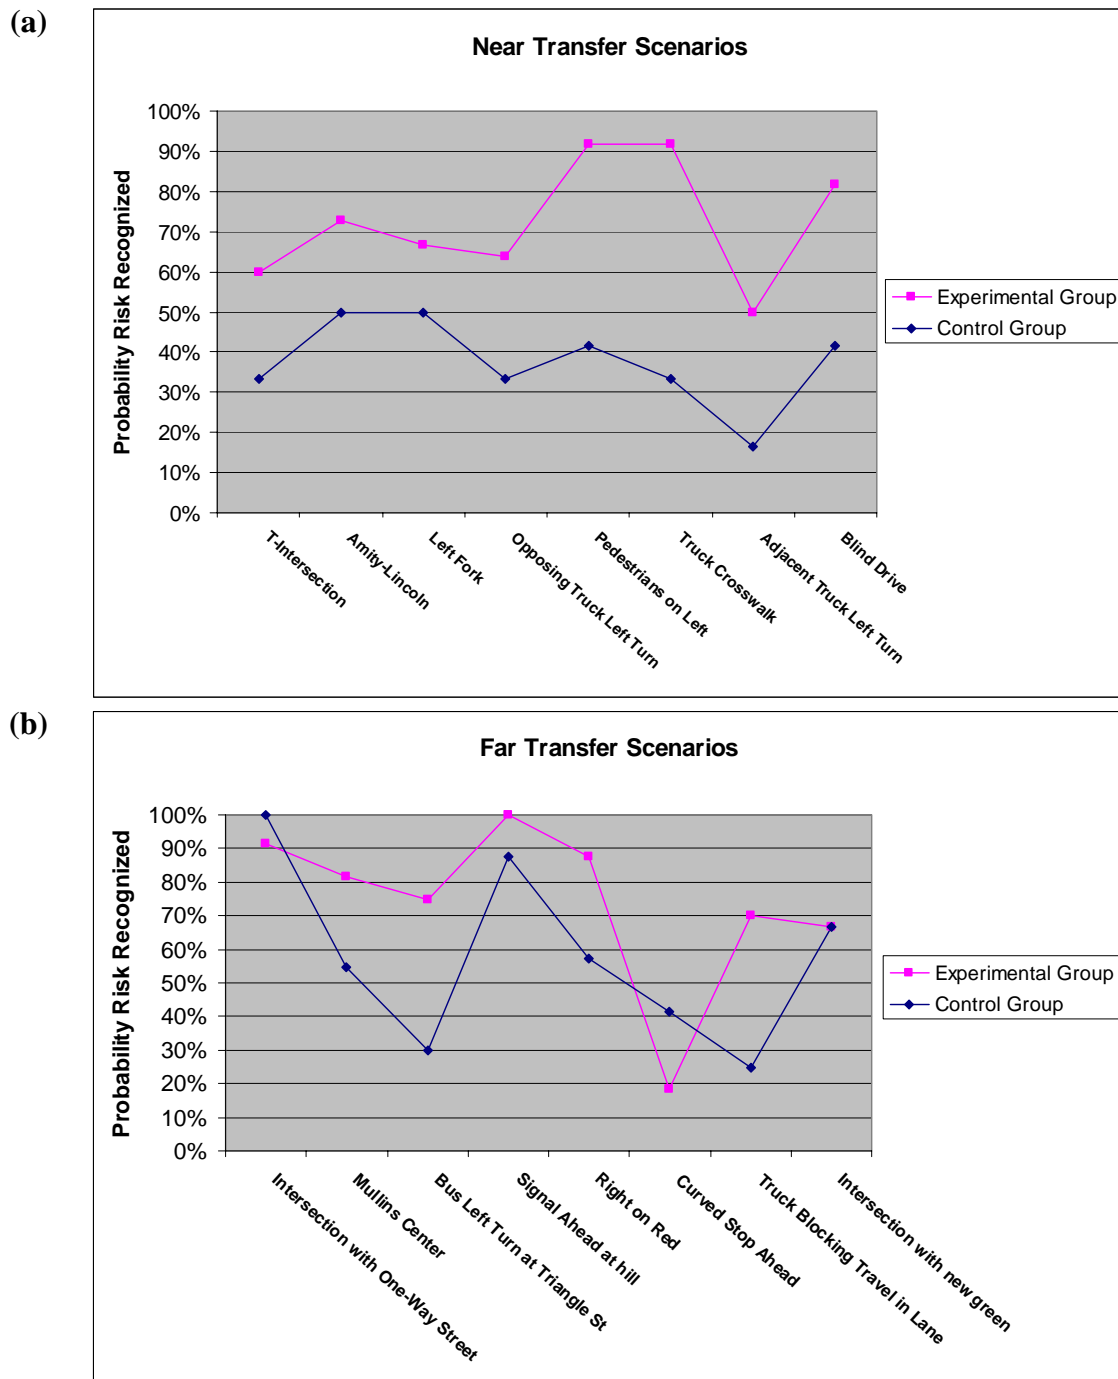 (a)
Near Transfer Scenarios
Probability Risk Recognized
100%
90%
80%
70%
60%
50%
40%
30%
20%
10%
0%
T-Intersection
Amity-Lincoln
Left Fork
Opposing Truck Left Turn
Pedestrians on Left
Truck Crosswalk
Adjacent Truck Left Turn
Blind Drive
Experimental Group
Control Group
(b)
Far Transfer Scenarios
Probability Risk Recognized
100%
90%
80%
70%
60%
50%
40%
30%
20%
10%
0%
Intersection with One-Way Street
Mullins Center
Bus Left Turn at Triangle St
Signal Ahead at hill
Right on Red
Curved Stop Ahead
Truck Blocking Travel in Lane
Intersection with new green
Experimental Group
Control Group